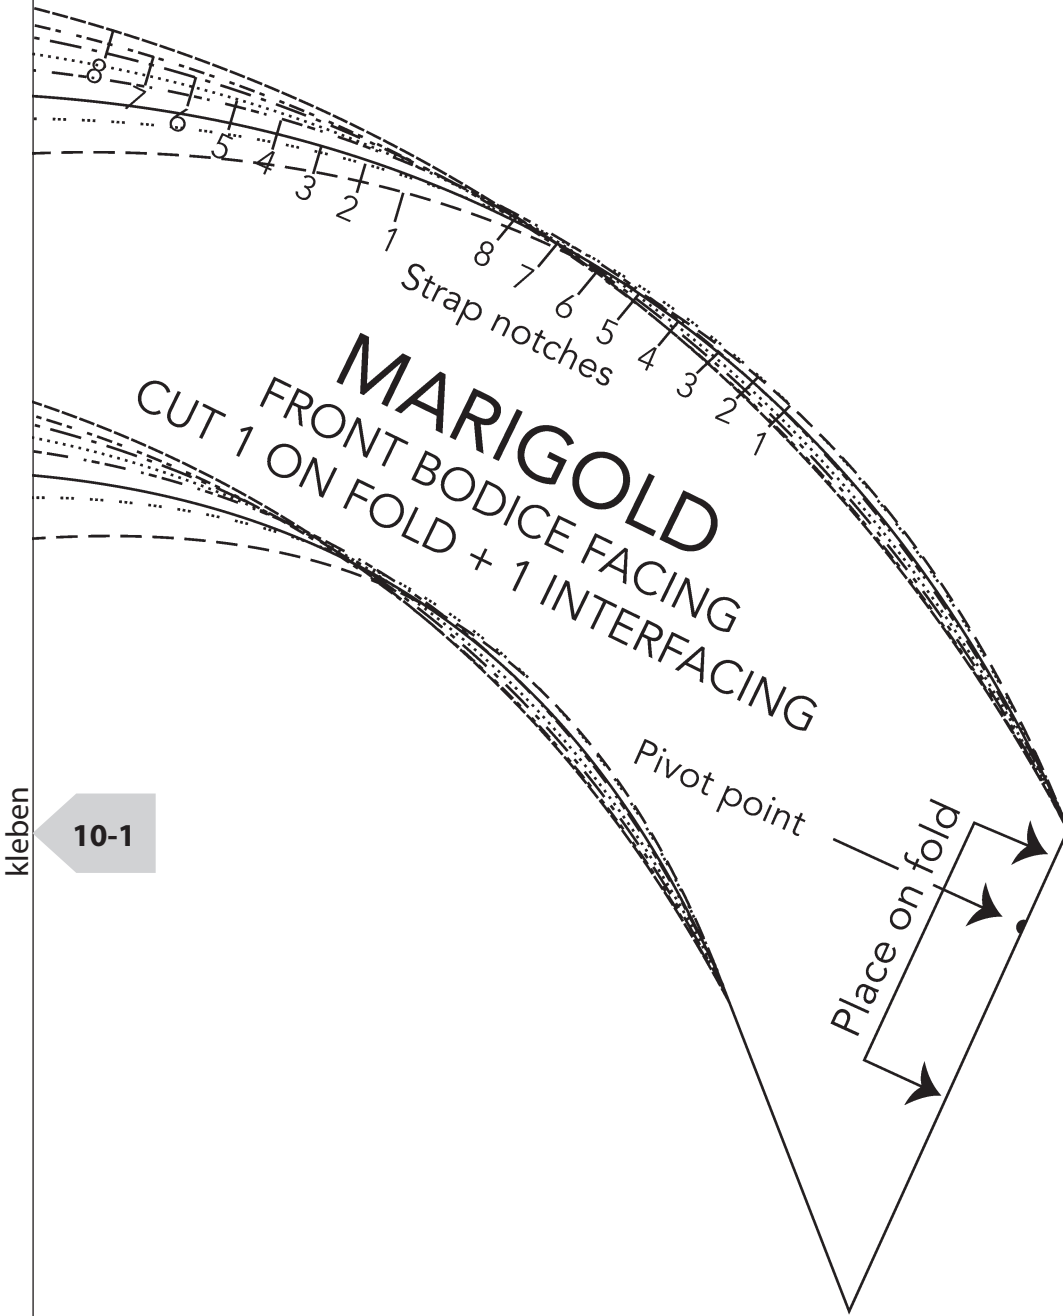 8
7
6
5
4
3
2
1
8
7
6
5
4
3
2
1
Strap notches
MARIGOLD
FRONT BODICE FACING
CUT 1 ON FOLD + 1 INTERFACING
Pivot point
Place on fold
kleben
10-1